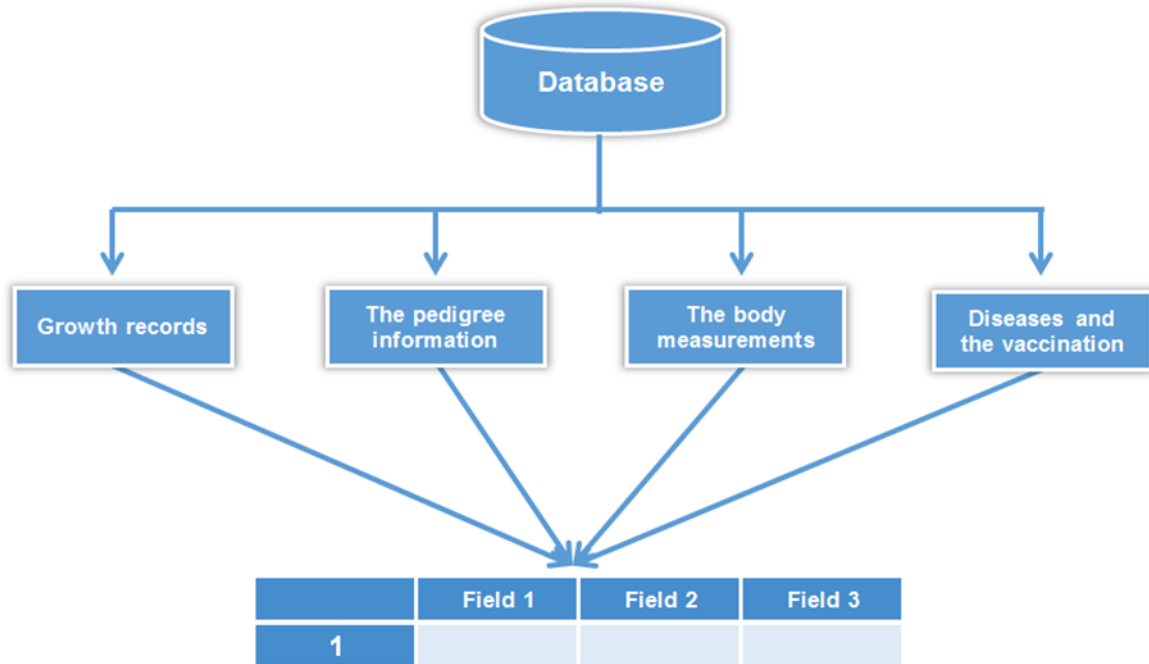 Database
Growth records
The pedigree
information
The body
measurements
Diseases and
the vaccination
Field 1 Field 2 Field 3
1